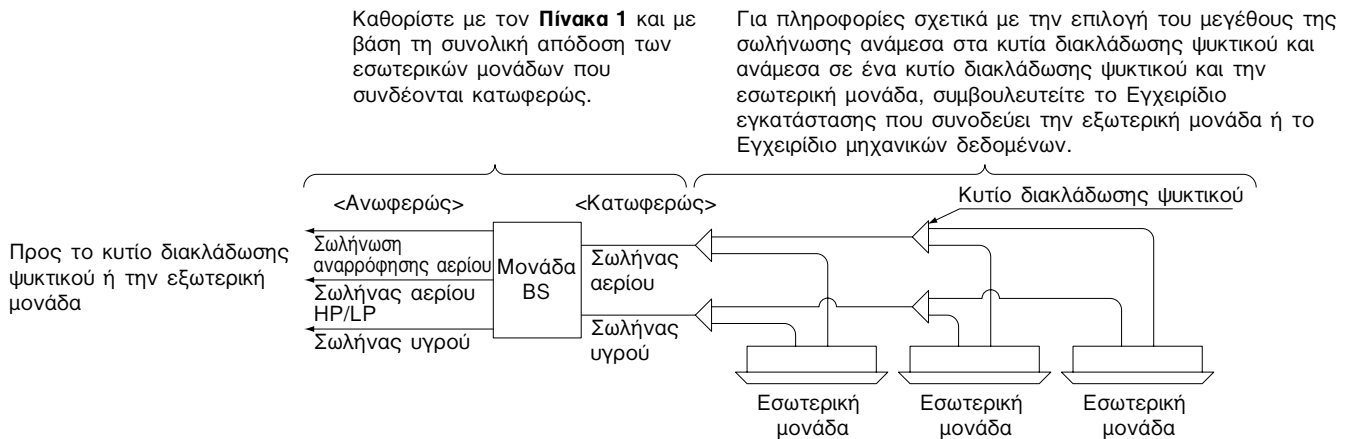 Καθορίστε με τον Πίνακα 1 και με
βάση τη συνολική απόδοση των
εσωτερικών μονάδων που
συνδέονται κατωφερώς.
Για πληροφορίες σχετικά με την επιλογή του μεγέθους της
σωλήνωσης ανάμεσα στα κυτία διακλάδωσης ψυκτικού και
ανάμεσα σε ένα κυτίο διακλάδωσης ψυκτικού και την
εσωτερική μονάδα, συμβουλευτείτε το Εγχειρίδιο
εγκατάστασης που συνοδεύει την εξωτερική μονάδα ή το
Εγχειρίδιο μηχανικών δεδομένων.
<Ανωφερώς>
<Κατωφερώς>
Κυτίο διακλάδωσης ψυκτικού
Προς το κυτίο διακλάδωσης
ψυκτικού ή την εξωτερική
μονάδα
Σωλήνωση
αναρρόφησης αερίου
Σωλήνας αερίου
HP/LP
Σωλήνας υγρού
Μονάδα
BS
Σωλήνας
αερίου
Σωλήνας
υγρού
Εσωτερική
μονάδα
Εσωτερική
μονάδα
Εσωτερική
μονάδα